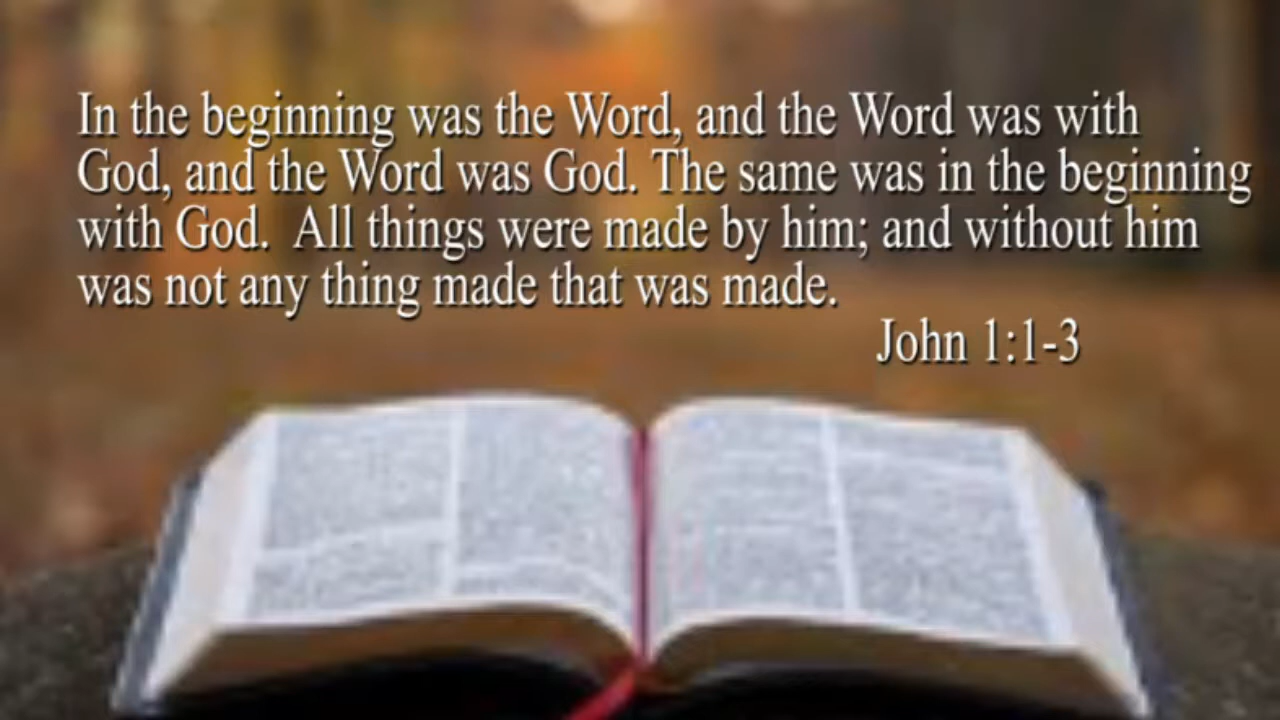 In the beginning was the Word, and the Word was with
God, and the Word was God. The same was in the beginning
with God.  All things were made by him; and without him
was not any thing made that was made.
John 1:1-3